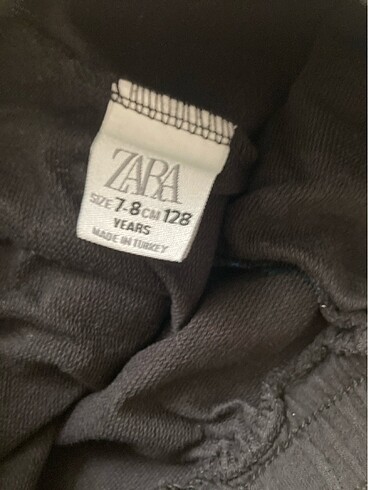 ZARA
SIZE 7-8 CM 128
YEARS
MADE IN TURKEY